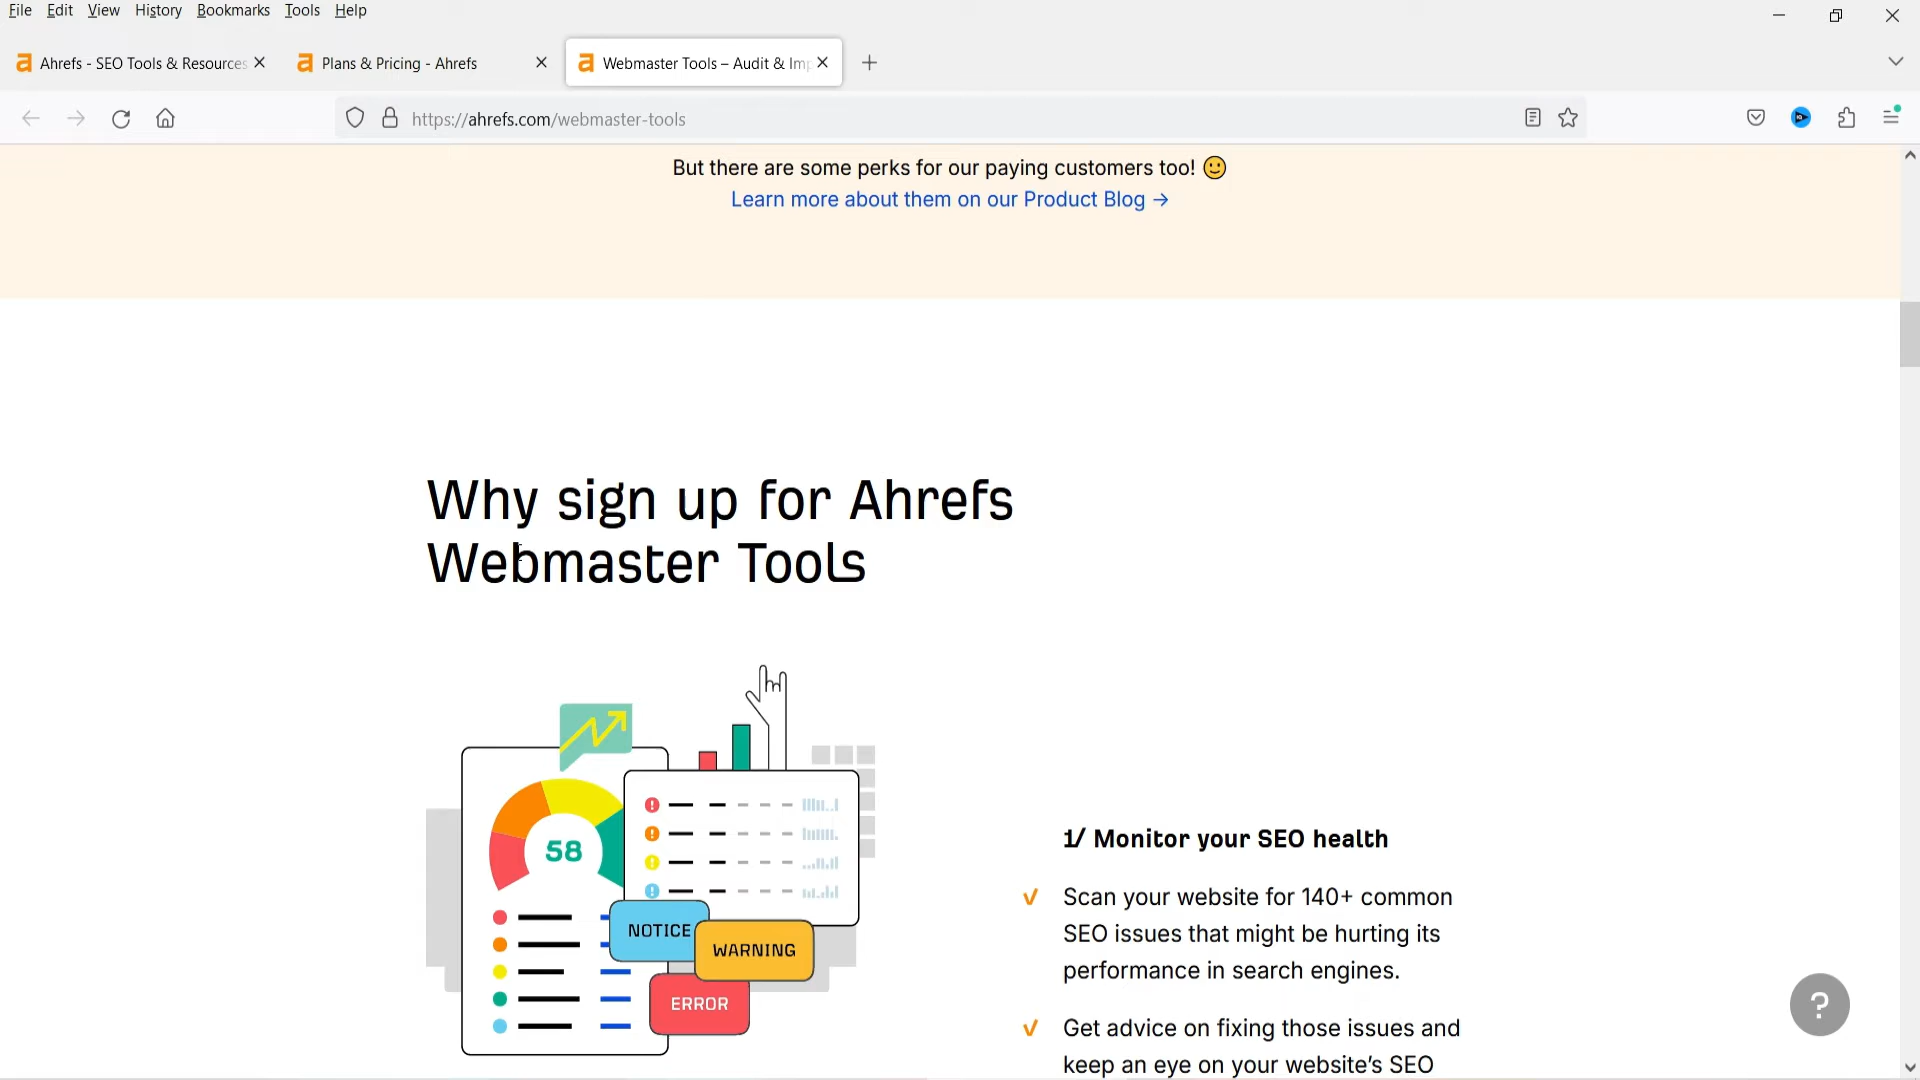 File Edit View History Bookmarks Tools Help
Ahrefs - SEO Tools & Resources
Plans & Pricing - Ahrefs
Webmaster Tools – Audit & Imp
https://ahrefs.com/webmaster-tools
But there are some perks for our paying customers too! 🙂
Learn more about them on our Product Blog →
Why sign up for Ahrefs
Webmaster Tools
58
NOTICE
WARNING
ERROR
1/ Monitor your SEO health
Scan your website for 140+ common
SEO issues that might be hurting its
performance in search engines.
Get advice on fixing those issues and
keep an eye on your website's SEO
?